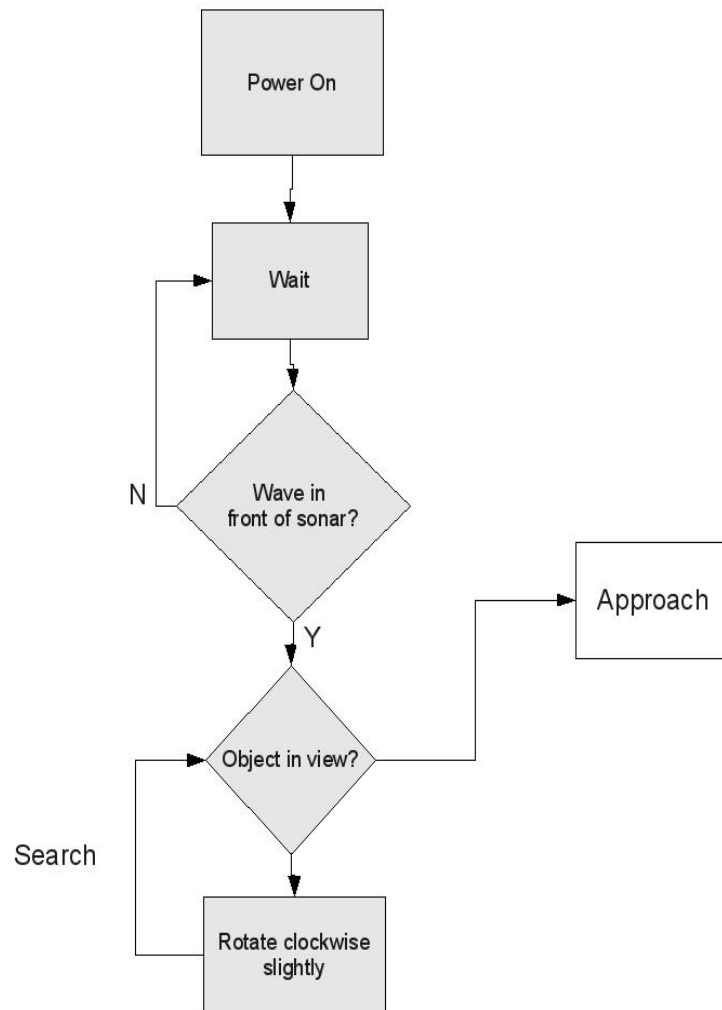 Power On
Wait
N
Wave in
front of sonar?
Y
Approach
Object in view?
Search
Rotate clockwise
slightly